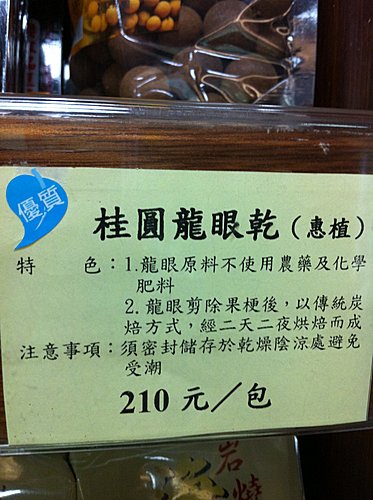 優質
桂圓龍眼乾（惠植）
特　　色：1.龍眼原料不使用農藥及化學
肥料
2. 龍眼剪除果梗後，以傳統炭
焙方式，經二天二夜烘焙而成
注意事項：須密封儲存於乾燥陰涼處避免
受潮
210 元／包
岩
燒